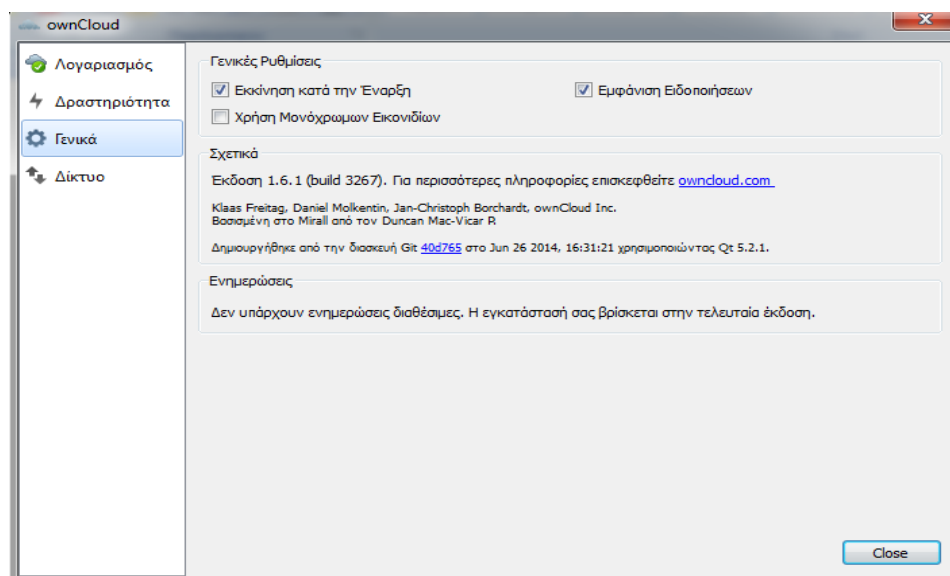 ownCloud
Λογαριασμός
Δραστηριότητα
Γενικά
Δίκτυο
Γενικές Ρυθμίσεις
Εκκίνηση κατά την Έναρξη
Εμφάνιση Ειδοποιήσεων
Χρήση Μονόχρωμων Εικονιδίων
Σχετικά
Έκδοση 1.6.1 (build 3267). Για περισσότερες πληροφορίες επισκεφθείτε owncloud.com
Klaas Freitag, Daniel Molkentin, Jan-Christoph Borchardt, ownCloud Inc.
Βασισμένη στο Mirall από τον Duncan Mac-Vicar P.
Δημιουργήθηκε από την διασκευή Git 40d765 στο Jun 26 2014, 16:31:21 χρησιμοποιώντας Qt 5.2.1.
Ενημερώσεις
Δεν υπάρχουν ενημερώσεις διαθέσιμες. Η εγκατάστασή σας βρίσκεται στην τελευταία έκδοση.
Close